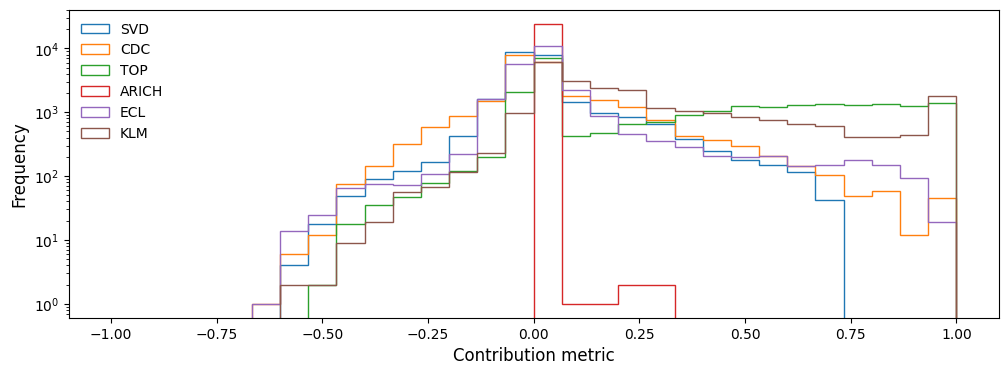 SVD
CDC
TOP
ARICH
ECL
KLM
Frequency
10⁴
10³
10²
10¹
10⁰
−1.00 −0.75 −0.50 −0.25 0.00 0.25 0.50 0.75 1.00
Contribution metric